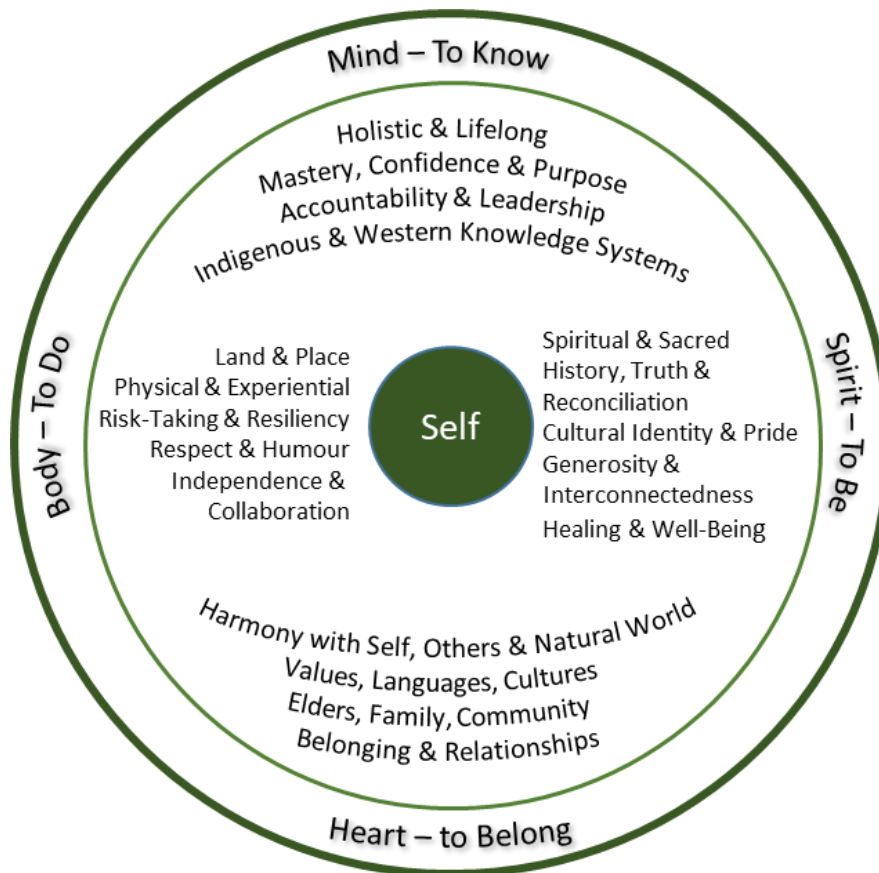 Mind – To Know
Holistic & Lifelong
Mastery, Confidence & Purpose
Accountability & Leadership
Indigenous & Western Knowledge Systems
Body – To Do
Land & Place
Physical & Experiential
Risk-Taking & Resiliency
Respect & Humour
Independence &
Collaboration
Self
Spiritual & Sacred
History, Truth &
Reconciliation
Cultural Identity & Pride
Generosity &
Interconnectedness
Healing & Well-Being
Spirit – To Be
Harmony with Self, Others & Natural World
Values, Languages, Cultures
Elders, Family, Community
Belonging & Relationships
Heart – to Belong